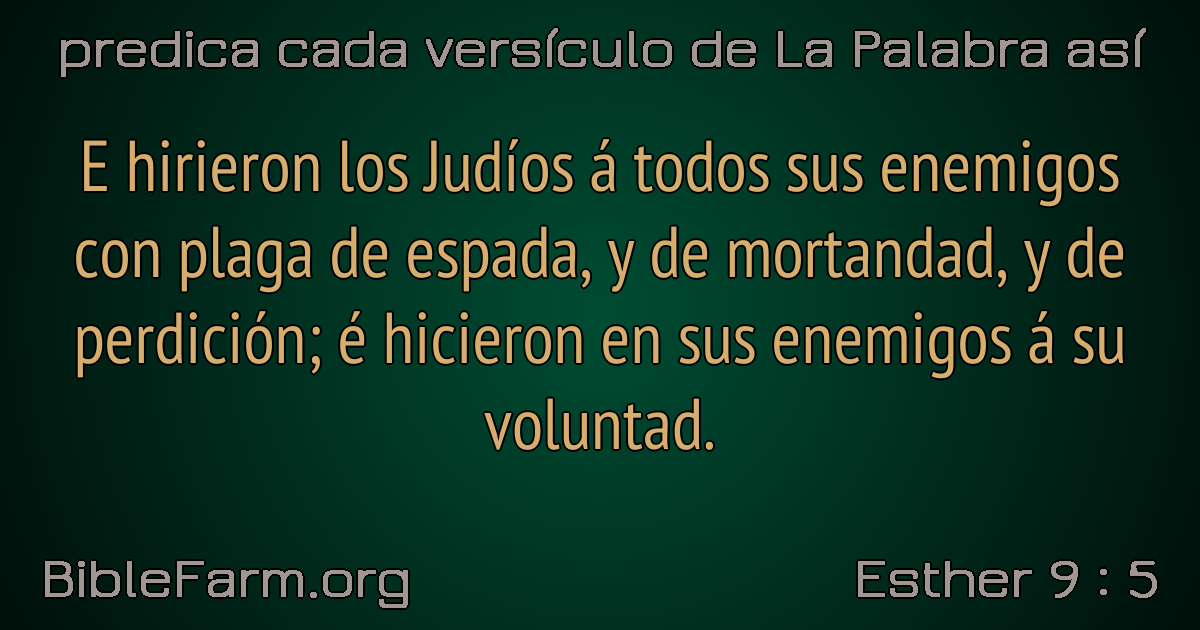 predica cada versículo de La Palabra así
E hirieron los Judíos á todos sus enemigos
con plaga de espada, y de mortandad, y de
perdición; é hicieron en sus enemigos á su
voluntad.
BibleFarm.org
Esther 9 : 5